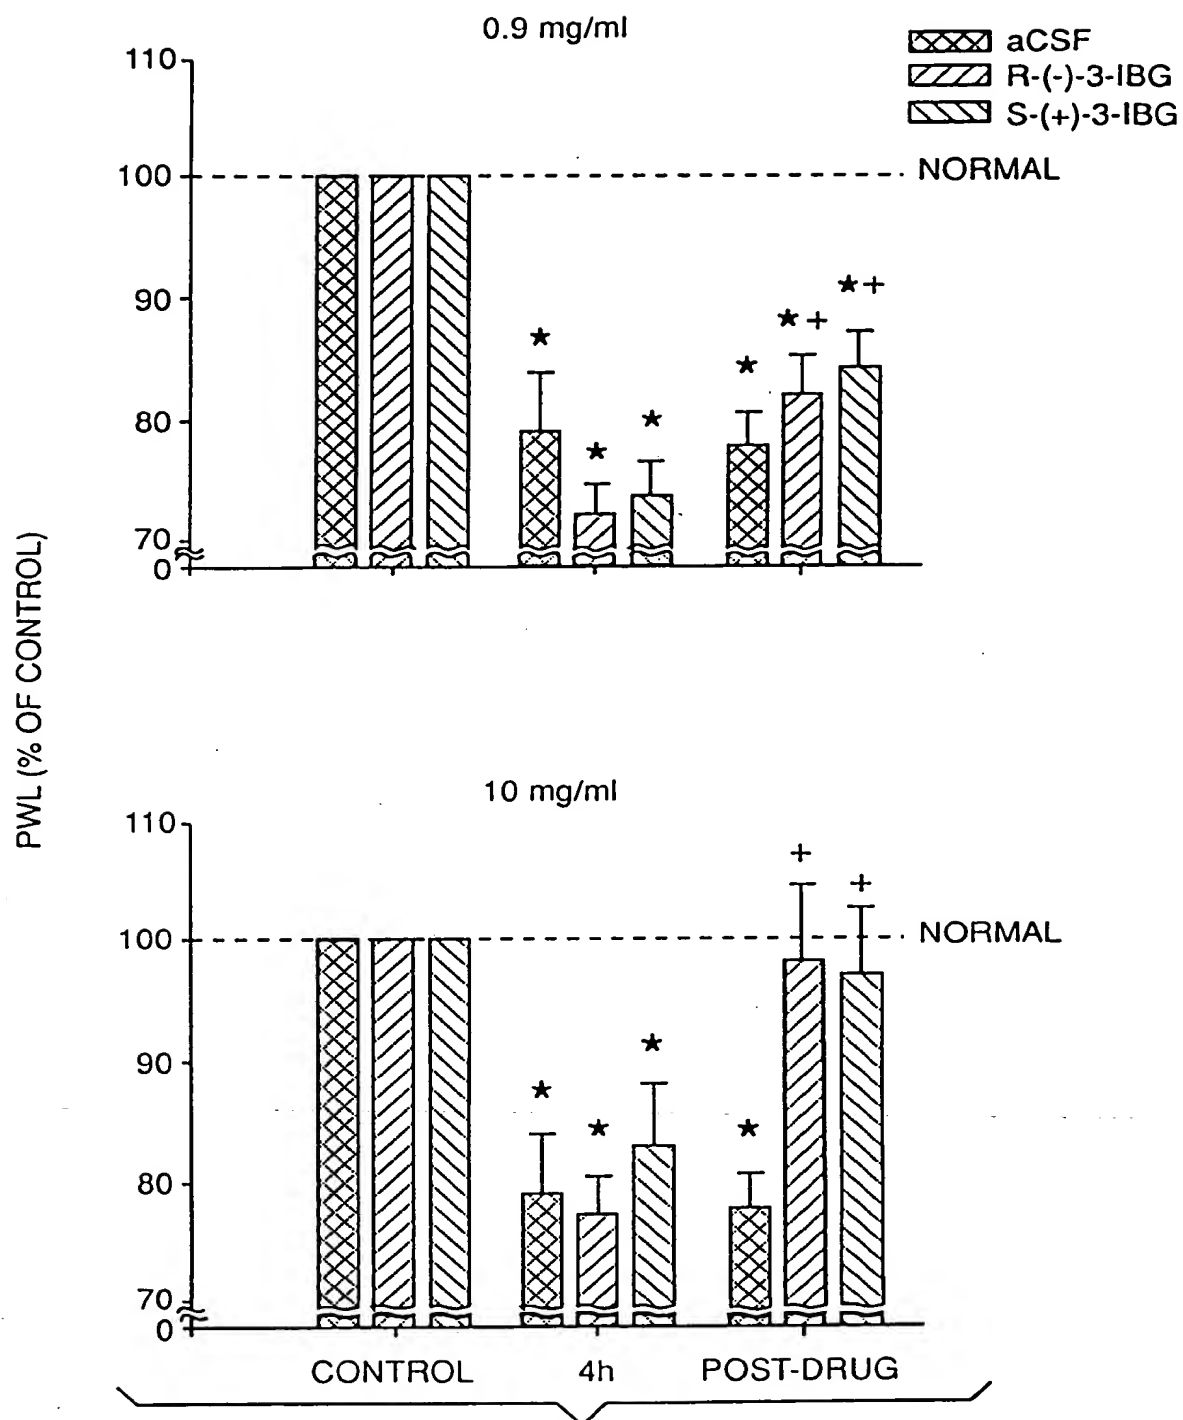 0.9 mg/ml
aCSF
R-(-)-3-IBG
S-(+)-3-IBG
110
100
NORMAL
90
★+
★ +
★
★
★
★
80
70
0
PWL (% OF CONTROL)
10 mg/ml
110
+
+
100
NORMAL
90
★
★
★
★
80
70
0
CONTROL 4h POST-DRUG